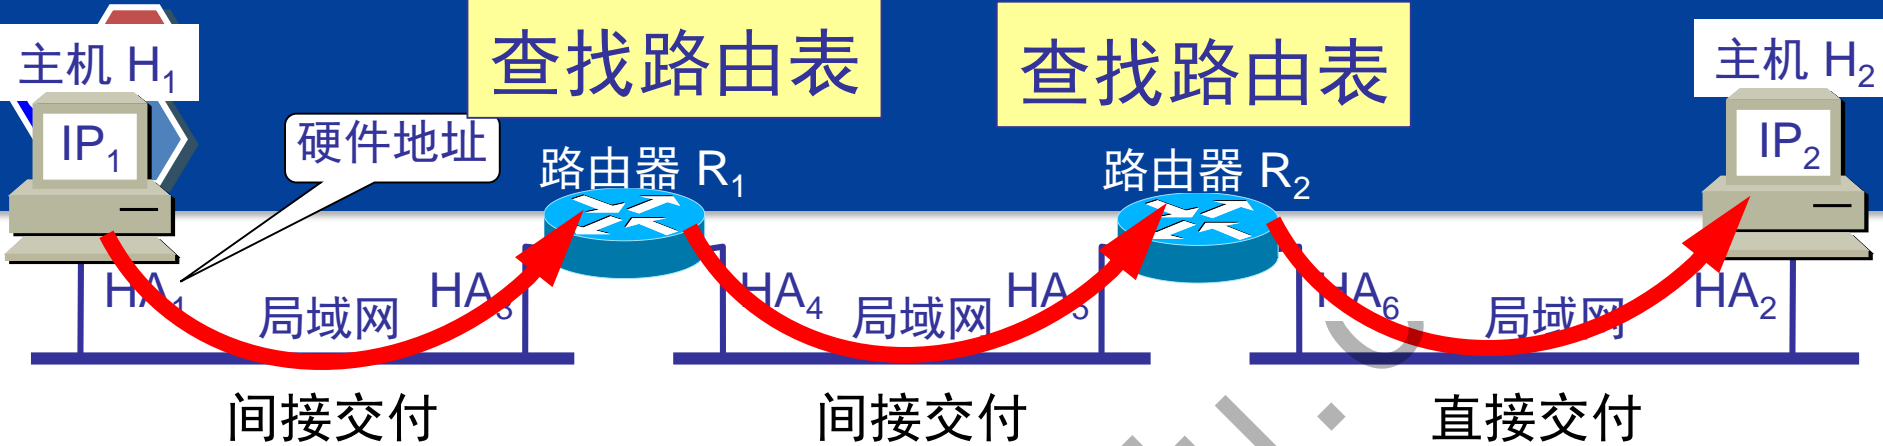 查找路由表
查找路由表
主机 H₁
主机 H₂
IP₁
硬件地址
路由器 R₁
路由器 R₂
IP₂
HA₁
局域网
HA₃
HA₄
局域网
HA₅
HA₆
局域网
HA₂
间接交付
间接交付
直接交付